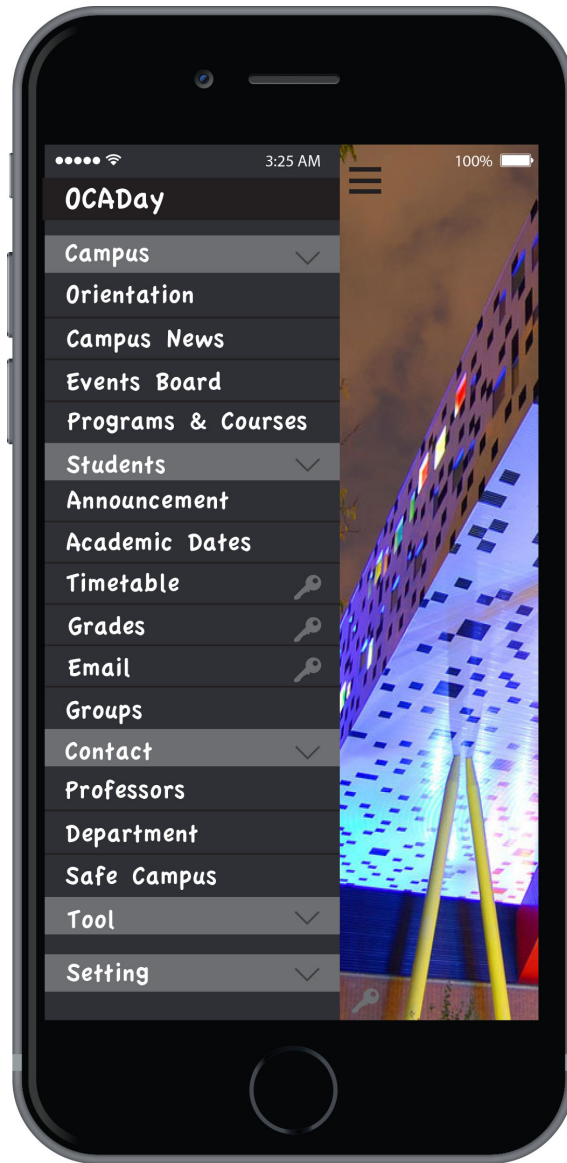 3:25 AM 100%
OCADay
Campus
Orientation
Campus News
Events Board
Programs & Courses
Students
Announcement
Academic Dates
Timetable
Grades
Email
Groups
Contact
Professors
Department
Safe Campus
Tool
Setting